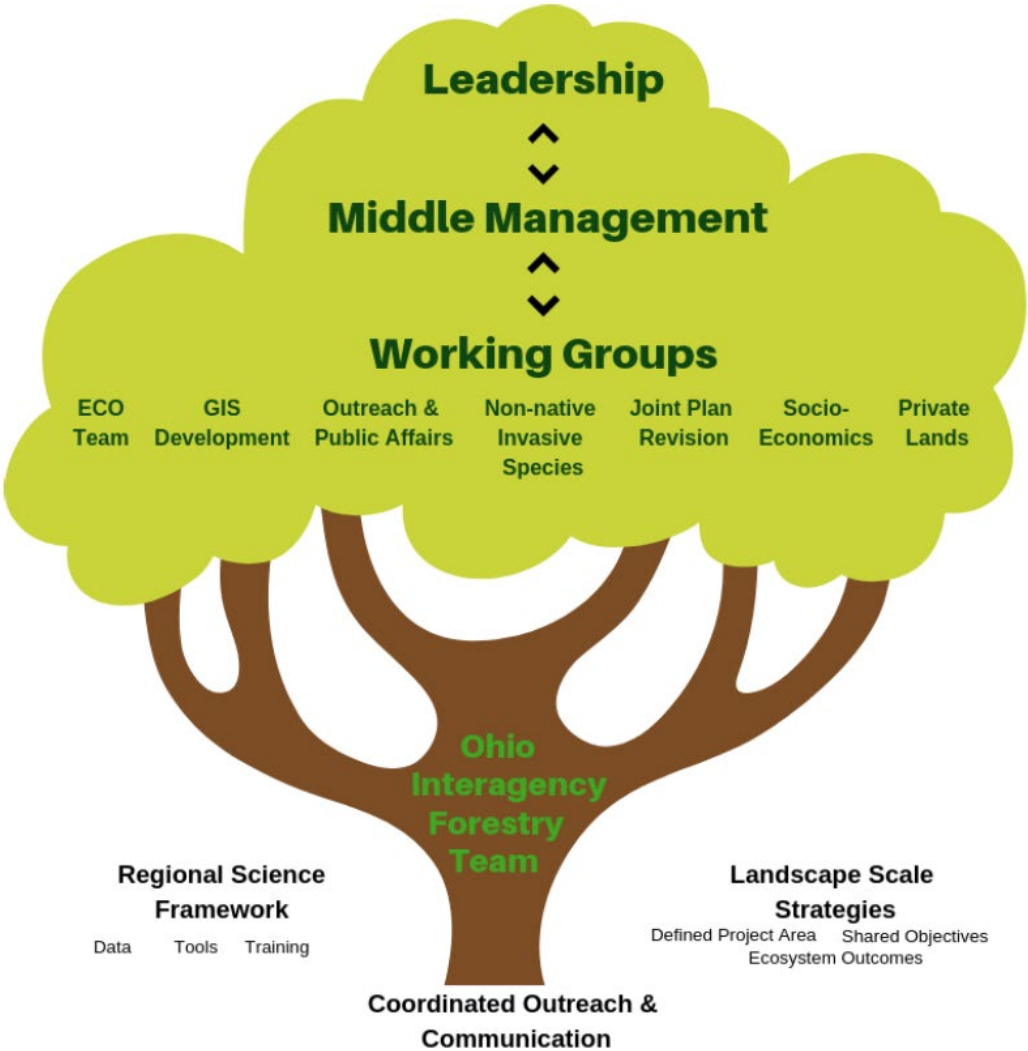 Leadership
Middle Management
Working Groups
ECO
Team
GIS
Development
Outreach &
Public Affairs
Non-native
Invasive
Species
Joint Plan
Revision
Socio-
Economics
Private
Lands
Ohio
Interagency
Forestry
Team
Regional Science
Framework
Data Tools Training
Landscape Scale
Strategies
Defined Project Area Shared Objectives
Ecosystem Outcomes
Coordinated Outreach &
Communication